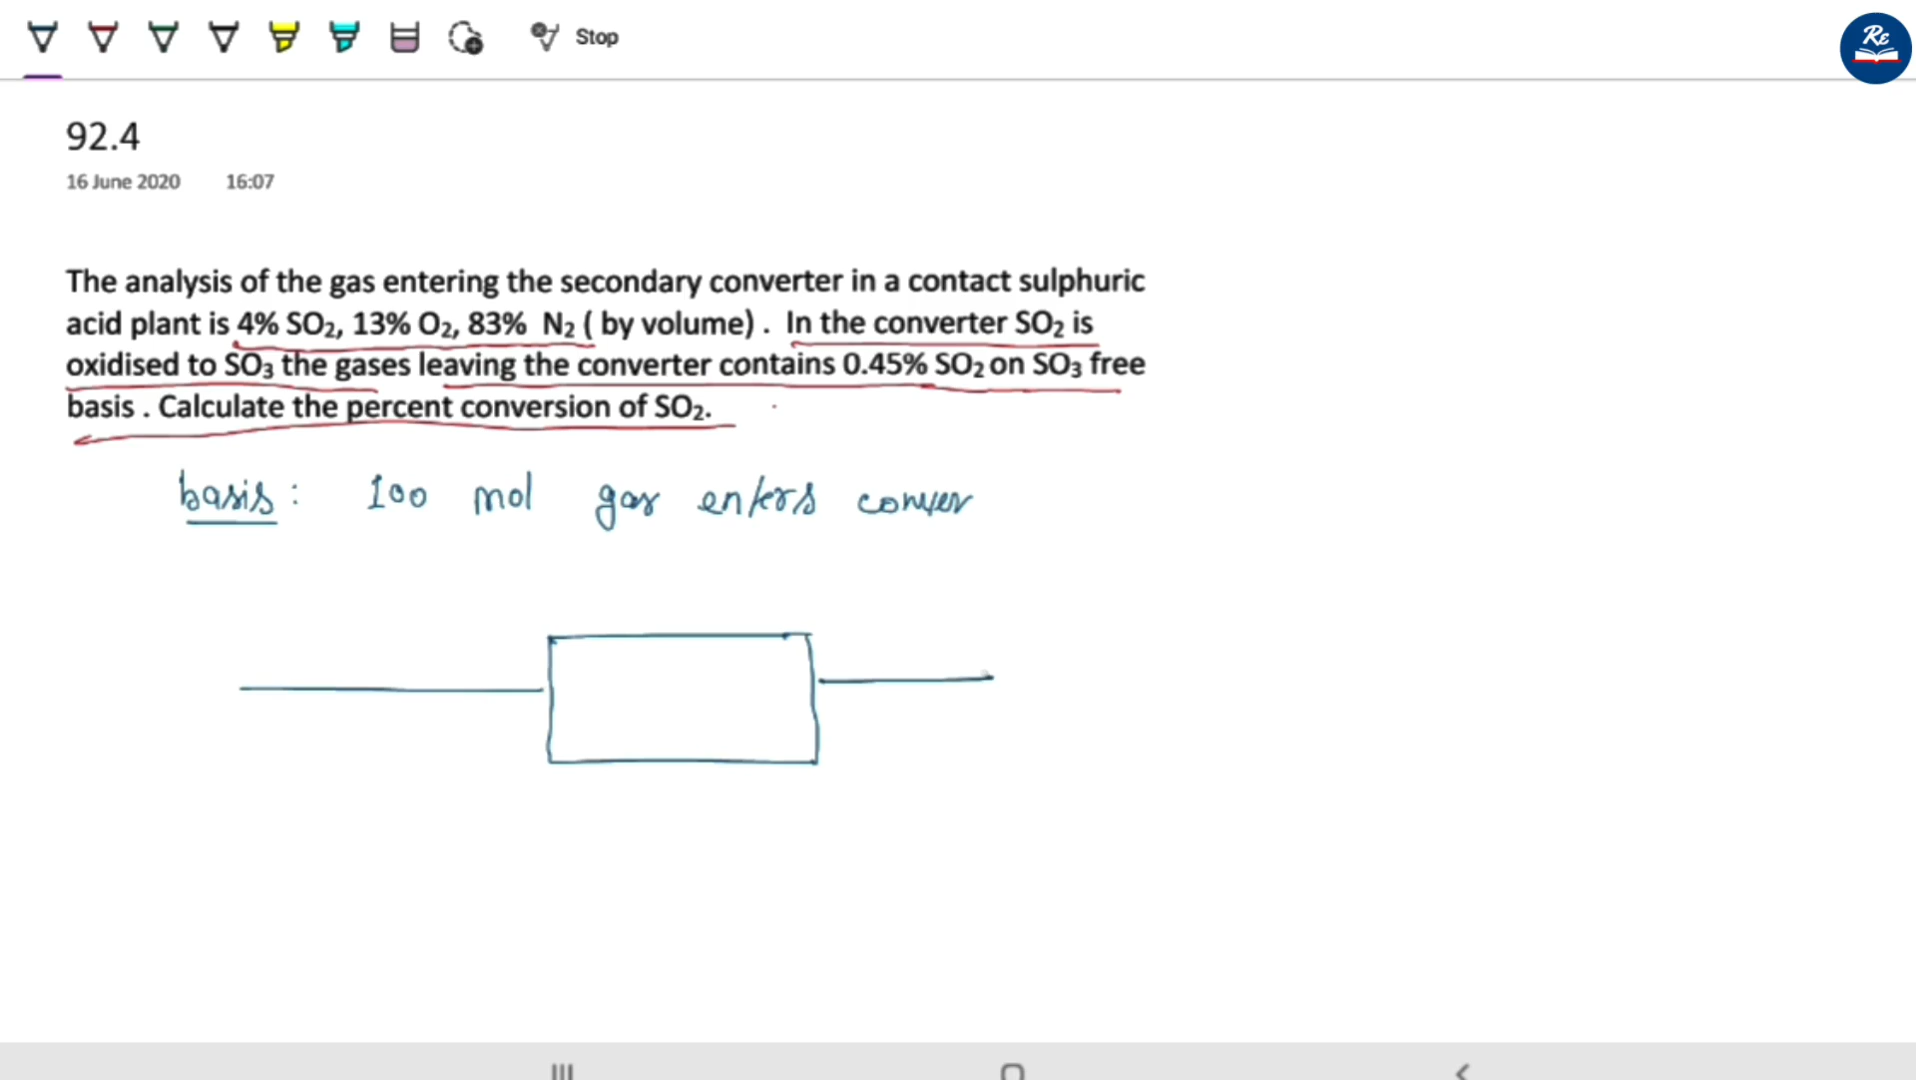 Stop
Rε
92.4
16 June 2020 16:07
The analysis of the gas entering the secondary converter in a contact sulphuric
acid plant is 4% SO₂, 13% O₂, 83% N₂ ( by volume) . In the converter SO₂ is
oxidised to SO₃ the gases leaving the converter contains 0.45% SO₂ on SO₃ free
basis . Calculate the percent conversion of SO₂.
basis : 100 mol gas enters conver